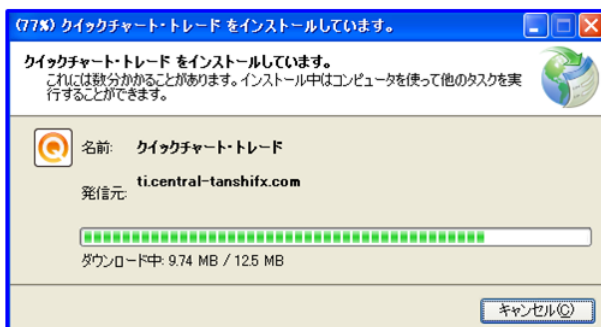 (77%) クイックチャート・トレード をインストールしています。
クイックチャート・トレード をインストールしています。
これには数分かかることがあります。インストール中はコンピュータを使って他のタスクを実
行することができます。
名前: クイックチャート・トレード
発信元: ti.central-tanshifx.com
ダウンロード中: 9.74 MB / 12.5 MB
キャンセル(C)